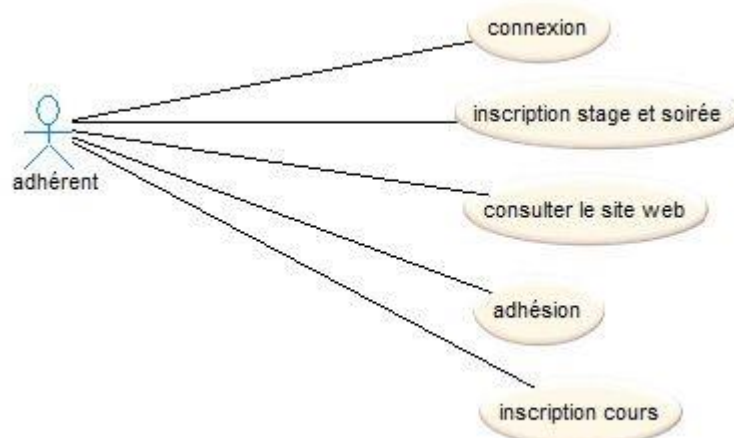 connexion
inscription stage et soirée
adhérent
consulter le site web
adhésion
inscription cours